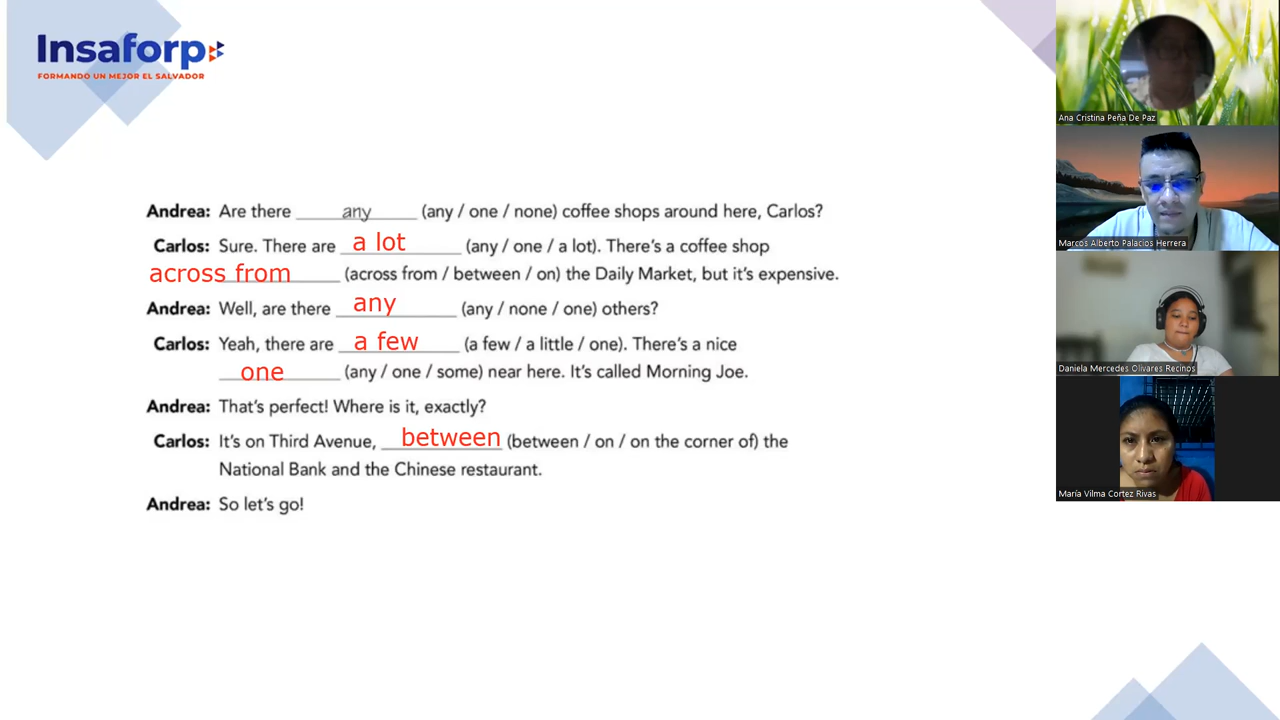 Insaforp
FORMANDO UN MEJOR EL SALVADOR
Andrea: Are there any (any / one / none) coffee shops around here, Carlos?
Carlos: Sure. There are a lot (any / one / a lot). There's a coffee shop
across from (across from / between / on) the Daily Market, but it's expensive.
Andrea: Well, are there any (any / none / one) others?
Carlos: Yeah, there are a few (a few / a little / one). There's a nice
one (any / one / some) near here. It's called Morning Joe.
Andrea: That's perfect! Where is it, exactly?
Carlos: It's on Third Avenue, between (between / on / on the corner of) the
National Bank and the Chinese restaurant.
Andrea: So let's go!
Ana Cristina Peña De Paz
Marcos Alberto Palacios Herrera
Daniela Mercedes Olivares Recinos
María Vilma Cortez Rivas